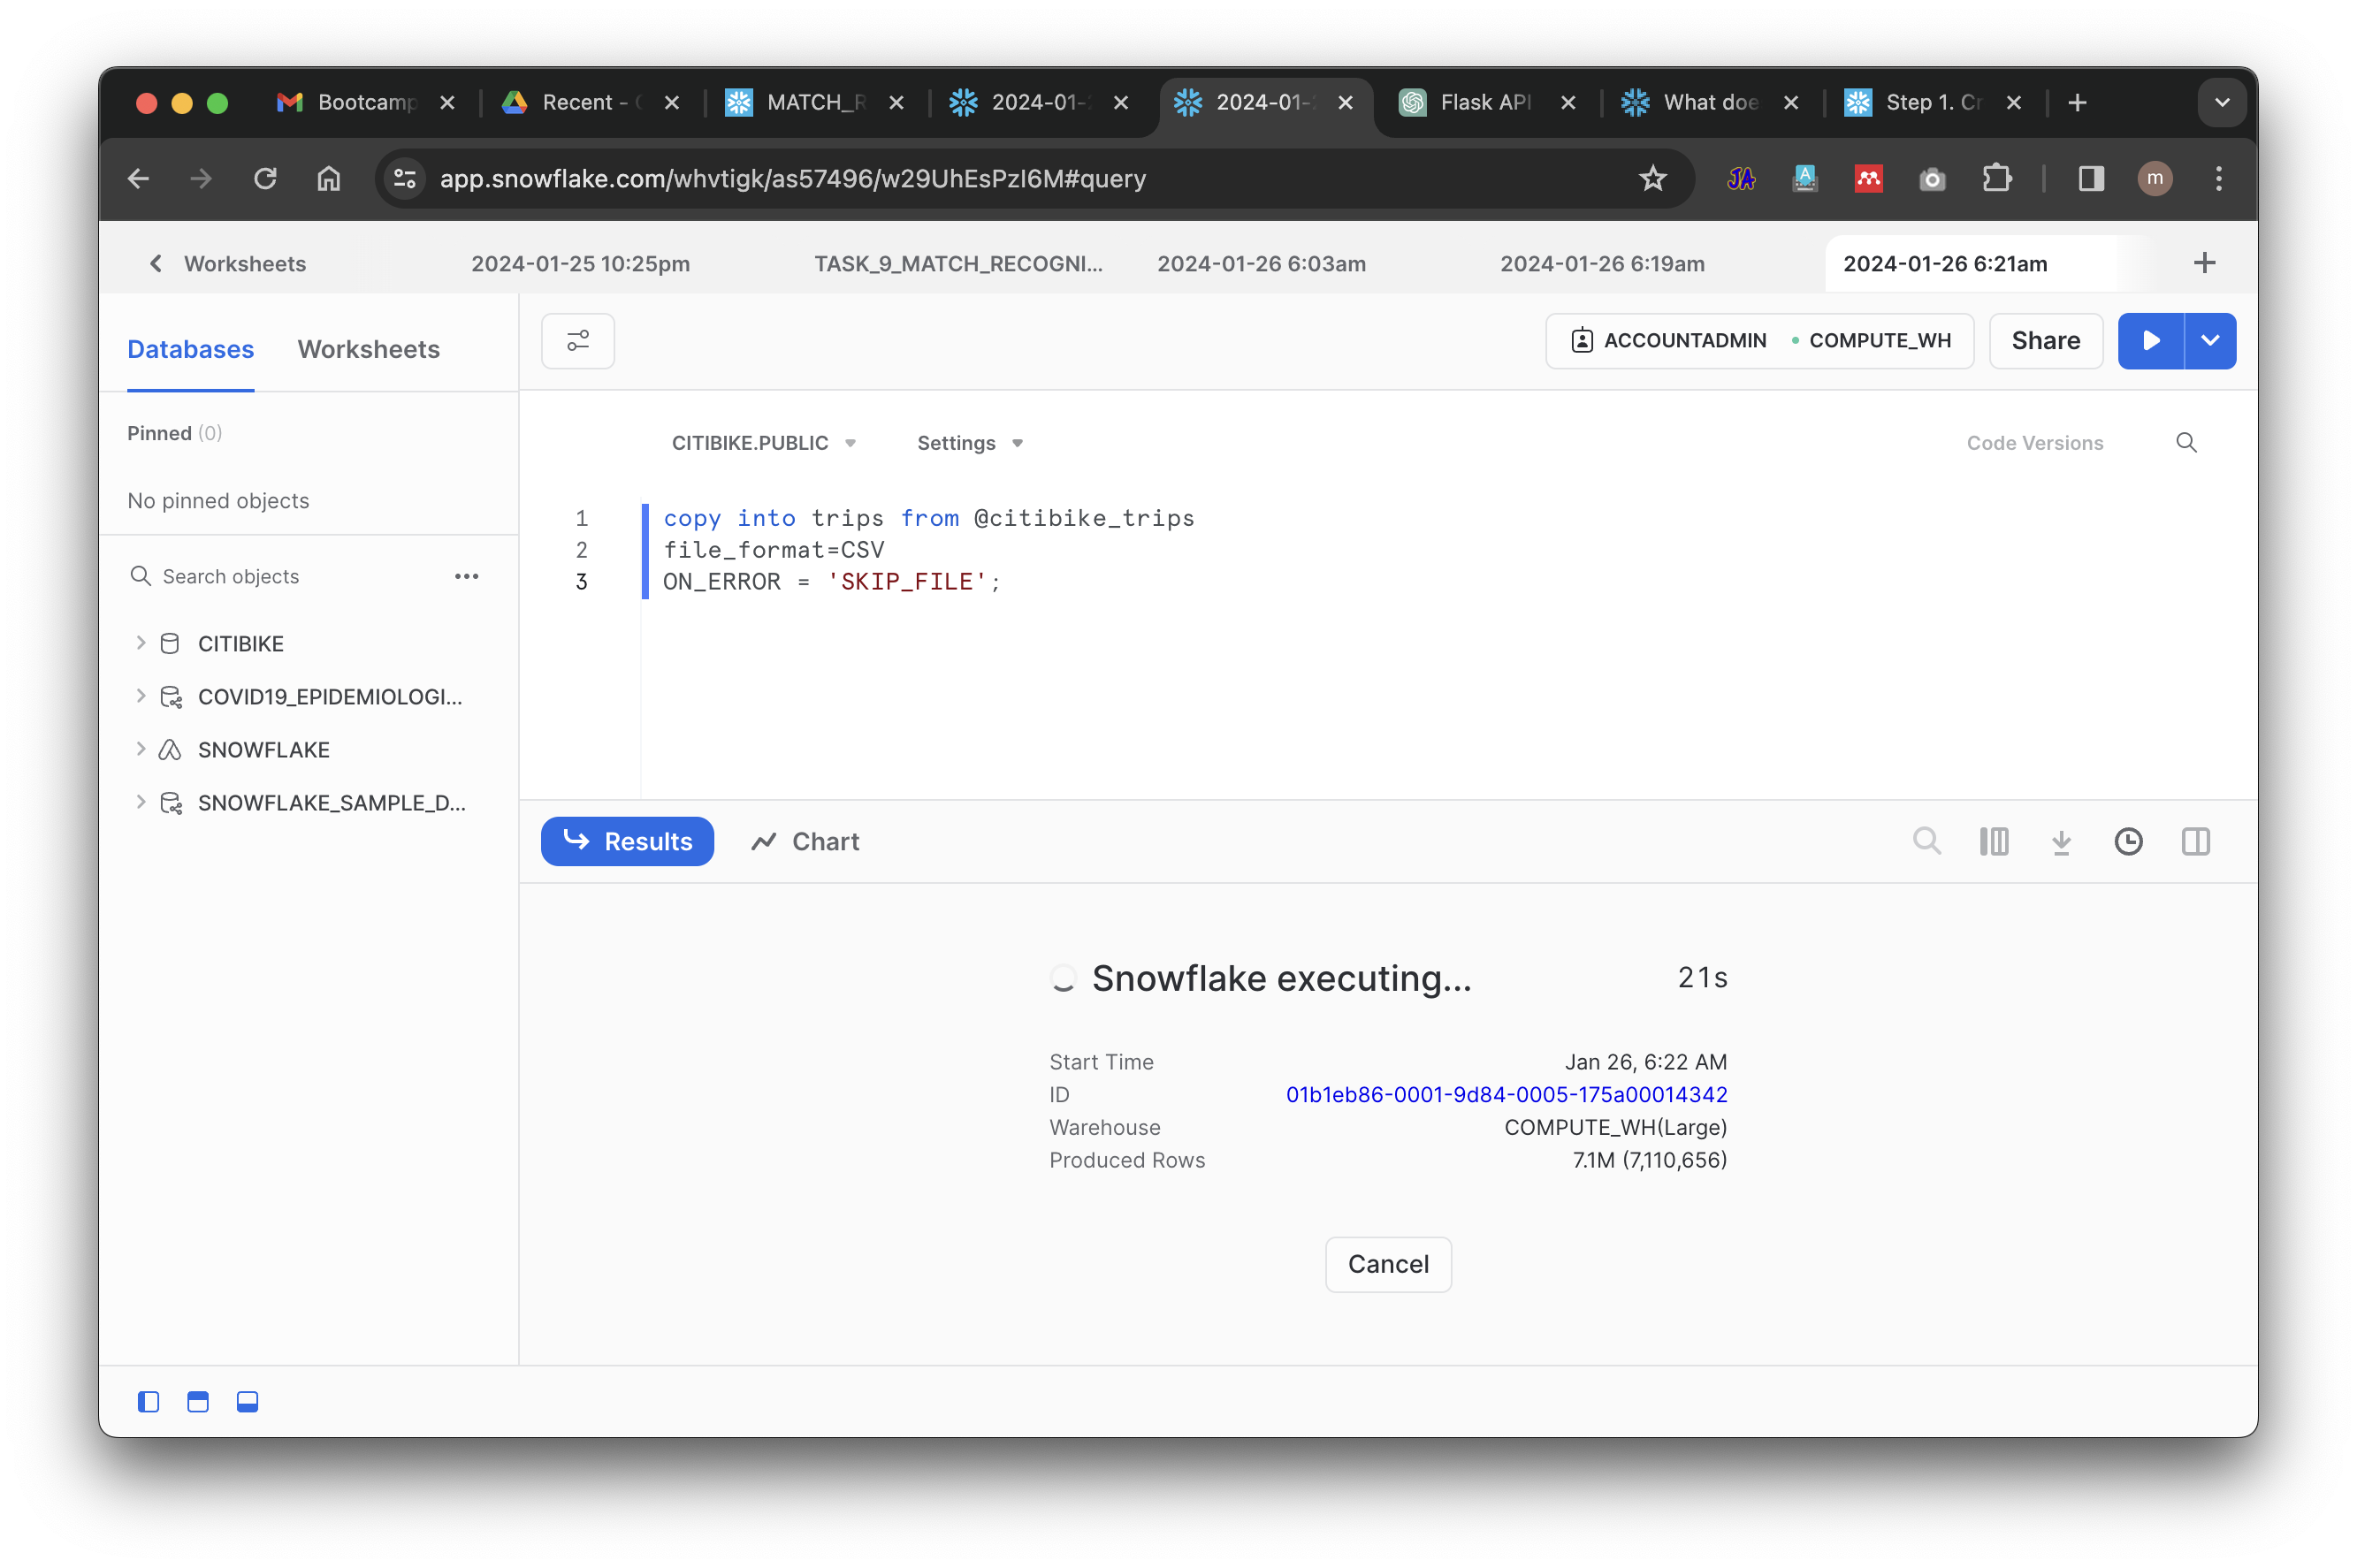 Bootcamp
Recent -
MATCH_R
2024-01-
2024-01-
Flask API
What doe
Step 1. Cr
app.snowflake.com/whvtigk/as57496/w29UhEsPzI6M#query
JA
A
m
Worksheets
2024-01-25 10:25pm
TASK_9_MATCH_RECOGNI...
2024-01-26 6:03am
2024-01-26 6:19am
2024-01-26 6:21am
Databases
Worksheets
ACCOUNTADMIN
COMPUTE_WH
Share
Pinned (0)
No pinned objects
Search objects
CITIBIKE
COVID19_EPIDEMIOLOGI...
SNOWFLAKE
SNOWFLAKE_SAMPLE_D...
CITIBIKE.PUBLIC
Settings
Code Versions
1 copy into trips from @citibike_trips
2 file_format=CSV
3 ON_ERROR = 'SKIP_FILE';
Results
Chart
Snowflake executing... 21s
Start Time Jan 26, 6:22 AM
ID 01b1eb86-0001-9d84-0005-175a00014342
Warehouse COMPUTE_WH(Large)
Produced Rows 7.1M (7,110,656)
Cancel